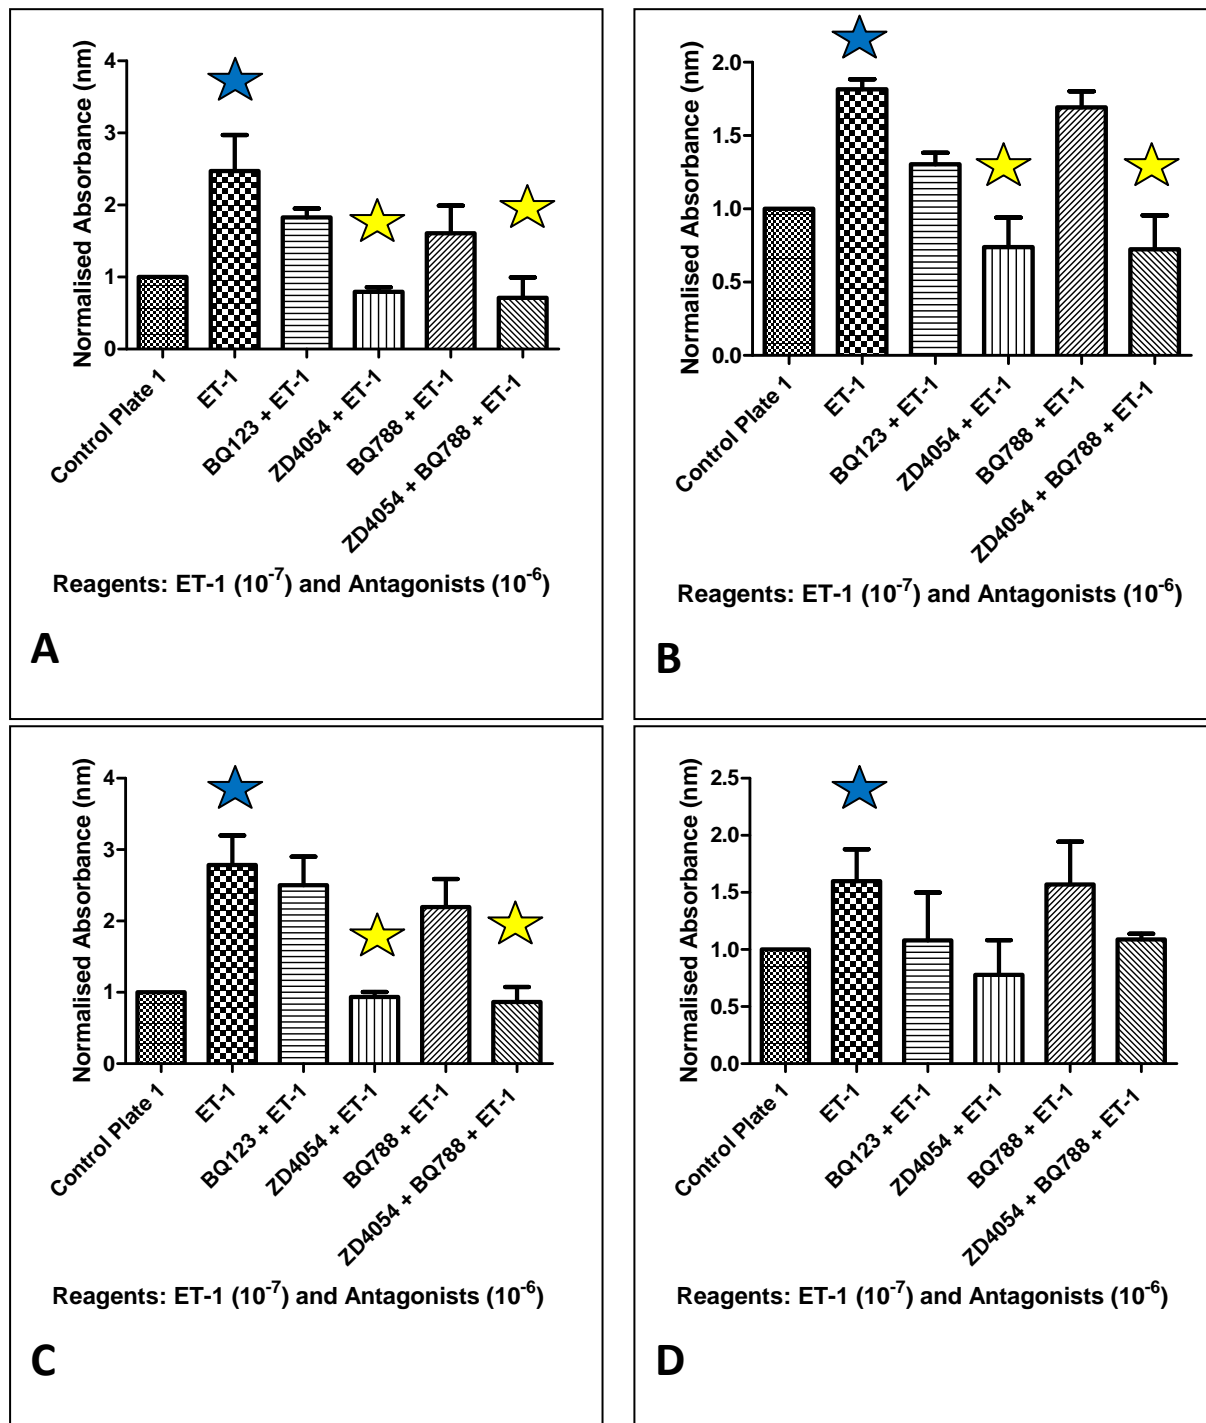 Normalised Absorbance (nm)
4
3
2
1
0
Control Plate 1
ET-1
BQ123 + ET-1
ZD4054 + ET-1
BQ788 + ET-1
ZD4054 + BQ788 + ET-1
Reagents: ET-1 (10⁻⁷) and Antagonists (10⁻⁶)
A
Normalised Absorbance (nm)
2.0
1.5
1.0
0.5
0.0
Control Plate 1
ET-1
BQ123 + ET-1
ZD4054 + ET-1
BQ788 + ET-1
ZD4054 + BQ788 + ET-1
Reagents: ET-1 (10⁻⁷) and Antagonists (10⁻⁶)
B
Normalised Absorbance (nm)
4
3
2
1
0
Control Plate 1
ET-1
BQ123 + ET-1
ZD4054 + ET-1
BQ788 + ET-1
ZD4054 + BQ788 + ET-1
Reagents: ET-1 (10⁻⁷) and Antagonists (10⁻⁶)
C
Normalised Absorbance (nm)
2.5
2.0
1.5
1.0
0.5
0.0
Control Plate 1
ET-1
BQ123 + ET-1
ZD4054 + ET-1
BQ788 + ET-1
ZD4054 + BQ788 + ET-1
Reagents: ET-1 (10⁻⁷) and Antagonists (10⁻⁶)
D